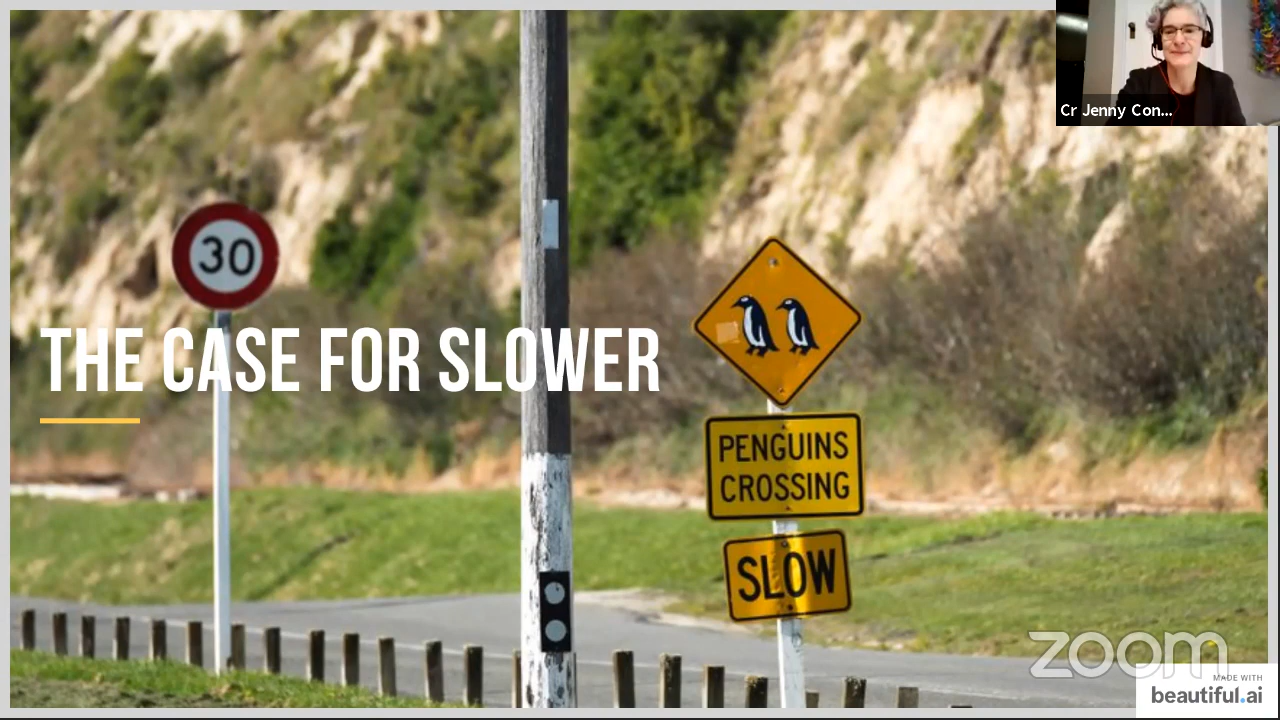 Cr Jenny Con...
30
THE CASE FOR SLOWER
PENGUINS
CROSSING
SLOW
zoom
MADE WITH
beautiful.ai